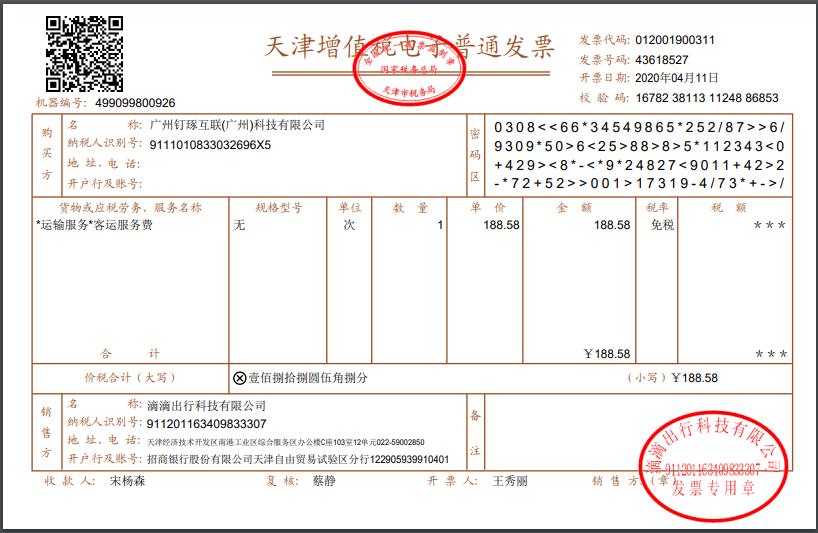 天津增值税电子普通发票
全国统一发票监制章
国家税务总局
天津市税务局
发票代码: 012001900311
发票号码: 43618527
开票日期: 2020年04月11日
校 验 码: 16782 38113 11248 86853
机器编号: 499099800926
购买方
名 称: 广州钉琢互联(广州)科技有限公司
纳税人识别号: 9111010833032696X5
地 址、电 话:
开户行及账号:
密码区
0308<<66*34549865*252/87>>6/
9309*50>6<25>88>8>5*112343<0
+429><8*-<*9*24827<9011+42>2
-*72+52>>001>17319-4/73*+->/
货物或应税劳务、服务名称 规格型号 单位 数 量 单 价 金 额 税率 税 额
*运输服务*客运服务费 无 次 1 188.58 188.58 免税 ***
合 计 ¥188.58 ***
价税合计（大写） ⊗壹佰捌拾捌圆伍角捌分 （小写）¥188.58
销售方
名 称: 滴滴出行科技有限公司
纳税人识别号: 911201163409833307
地 址、电 话: 天津经济技术开发区南港工业区综合服务区办公楼C座103室12单元022-59002850
开户行及账号: 招商银行股份有限公司天津自由贸易试验区分行122905939910401
备注
收 款 人: 宋杨森 复 核: 蔡静 开 票 人: 王秀丽 销 售 方:(章)
滴滴出行科技有限公司
911201163409833307
发票专用章